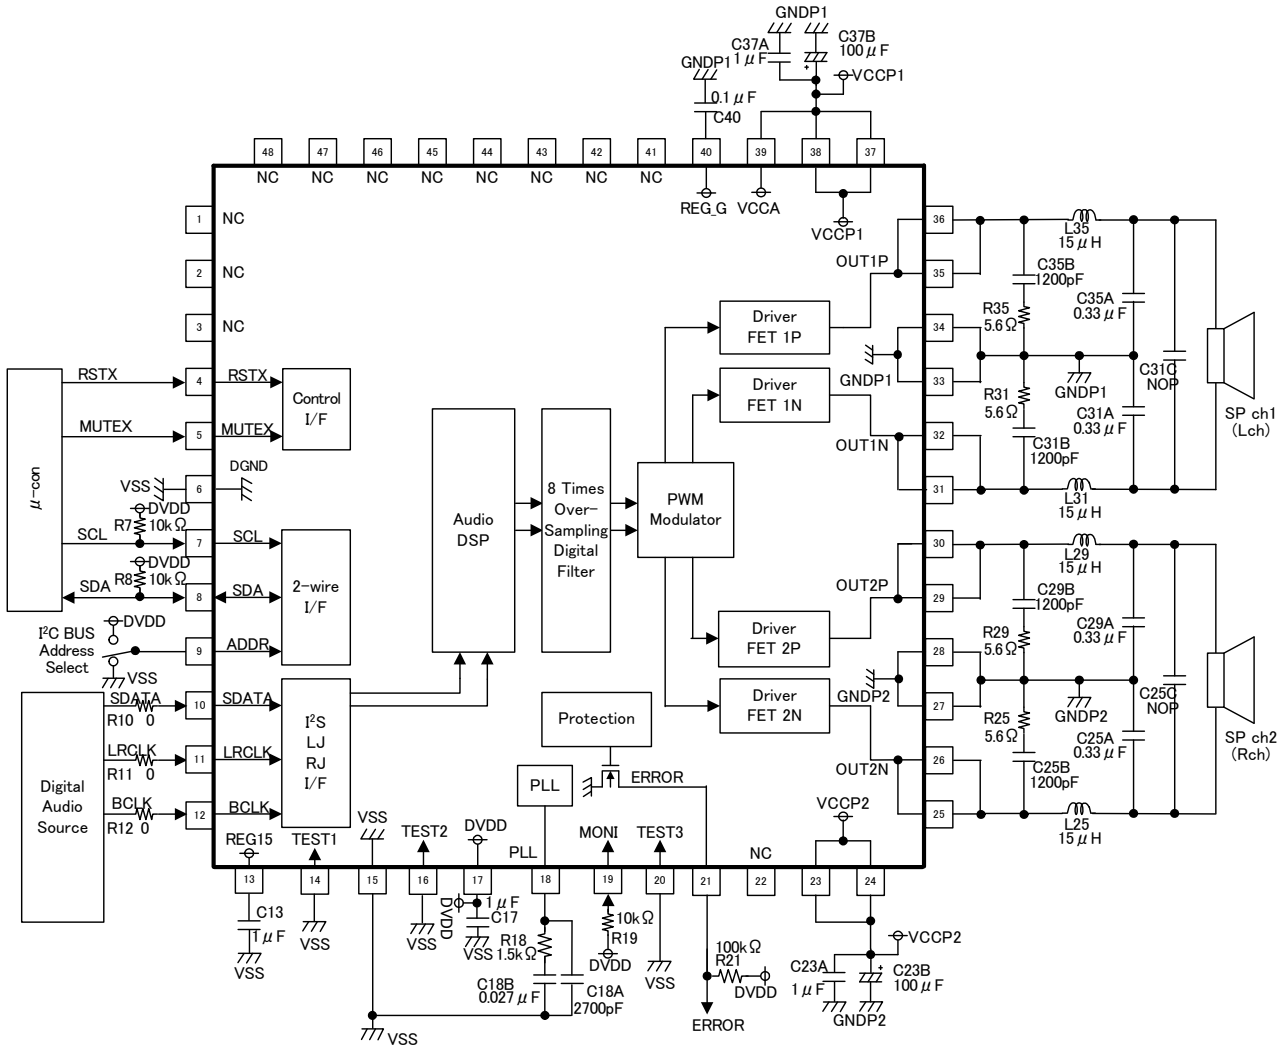 GNDP1
C37A
1μF
C37B
100μF
GNDP1
VCCP1
0.1μF
C40
48
47
46
45
44
43
42
41
40
39
38
37
NC
NC
NC
NC
NC
NC
NC
NC
REG_G
VCCA
VCCP1
1
NC
2
NC
3
NC
4
RSTX
RSTX
5
MUTEX
MUTEX
Control
I/F
μ-con
6
VSS
DGND
DVDD
R7
10kΩ
SCL
7
SCL
DVDD
R8
10kΩ
SDA
8
SDA
2-wire
I/F
DVDD
I²C BUS
Address
Select
VSS
9
ADDR
SDATA
R10 0
10
SDATA
LRCLK
R11 0
11
LRCLK
BCLK
R12 0
12
BCLK
I²S
LJ
RJ
I/F
Digital
Audio
Source
Audio
DSP
8 Times
Over-
Sampling
Digital
Filter
PWM
Modulator
Driver
FET 1P
Driver
FET 1N
Driver
FET 2P
Driver
FET 2N
Protection
PLL
ERROR
OUT1P
GNDP1
OUT1N
OUT2P
GNDP2
OUT2N
VCCP2
36
35
34
33
32
31
30
29
28
27
26
25
L35
15μH
C35B
1200pF
R35
5.6Ω
C35A
0.33μF
GNDP1
C31C
NOP
R31
5.6Ω
C31A
0.33μF
C31B
1200pF
L31
15μH
SP ch1
(Lch)
L29
15μH
C29B
1200pF
R29
5.6Ω
C29A
0.33μF
GNDP2
C25C
NOP
R25
5.6Ω
C25A
0.33μF
C25B
1200pF
L25
15μH
SP ch2
(Rch)
REG15
TEST1
VSS
TEST2
DVDD
PLL
MONI
TEST3
NC
13
14
15
16
17
18
19
20
21
22
23
24
C13
1μF
VSS
VSS
VSS
DVDD
1μF
C17
VSS
R18
1.5kΩ
C18B
0.027μF
C18A
2700pF
VSS
10kΩ
R19
DVDD
VSS
100kΩ
R21
DVDD
ERROR
VCCP2
C23A
1μF
C23B
100μF
GNDP2